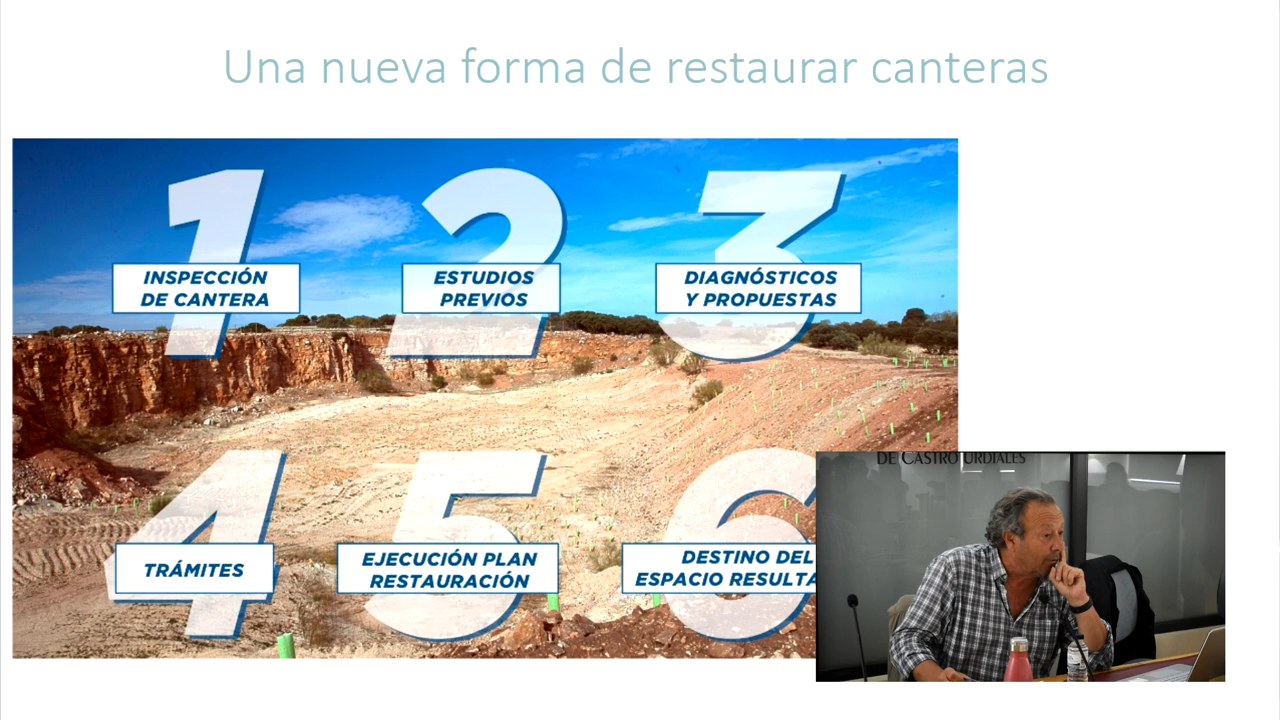 Una nueva forma de restaurar canteras
1
INSPECCIÓN
DE CANTERA
2
ESTUDIOS
PREVIOS
3
DIAGNÓSTICOS
Y PROPUESTAS
4
TRÁMITES
5
EJECUCIÓN PLAN
RESTAURACIÓN
6
DESTINO DEL
ESPACIO
DE CASTRO URDIALES